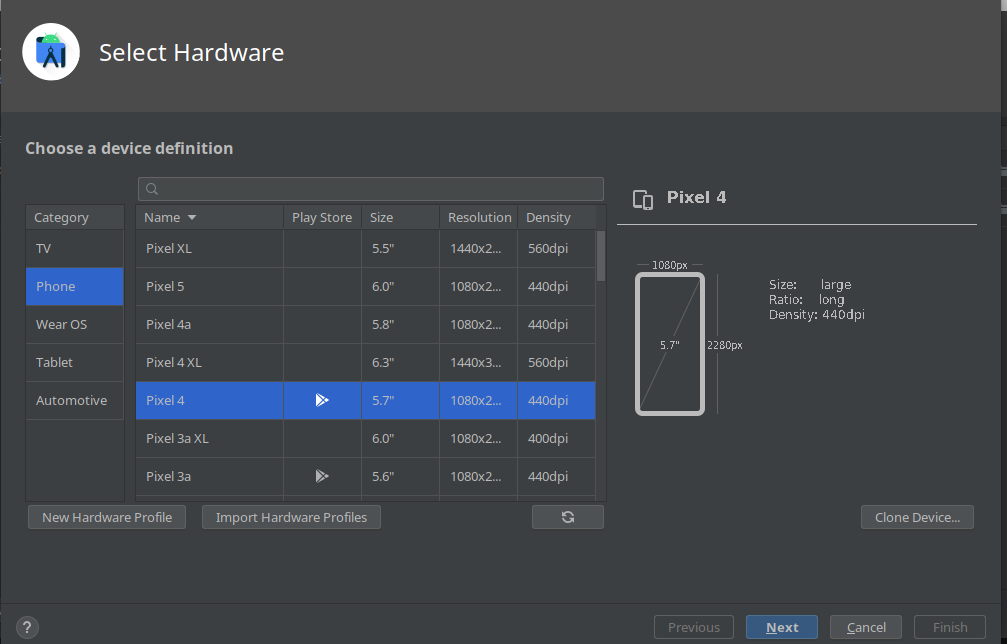 Select Hardware
Choose a device definition
Category
TV
Phone
Wear OS
Tablet
Automotive
Name Play Store Size Resolution Density
Pixel XL 5.5" 1440x2... 560dpi
Pixel 5 6.0" 1080x2... 440dpi
Pixel 4a 5.8" 1080x2... 440dpi
Pixel 4 XL 6.3" 1440x3... 560dpi
Pixel 4 5.7" 1080x2... 440dpi
Pixel 3a XL 6.0" 1080x2... 400dpi
Pixel 3a 5.6" 1080x2... 440dpi
Pixel 4
1080px
5.7"
2280px
Size: large
Ratio: long
Density: 440dpi
New Hardware Profile Import Hardware Profiles Clone Device...
? Previous Next Cancel Finish